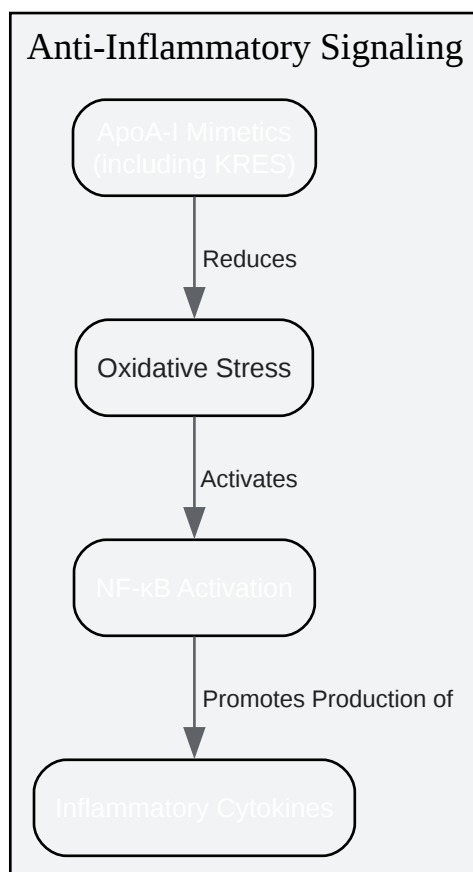 Anti-Inflammatory Signaling
ApoA-I Mimetics
(including KRES)
Reduces
Oxidative Stress
Activates
NF-κB Activation
Promotes Production of
Inflammatory Cytokines